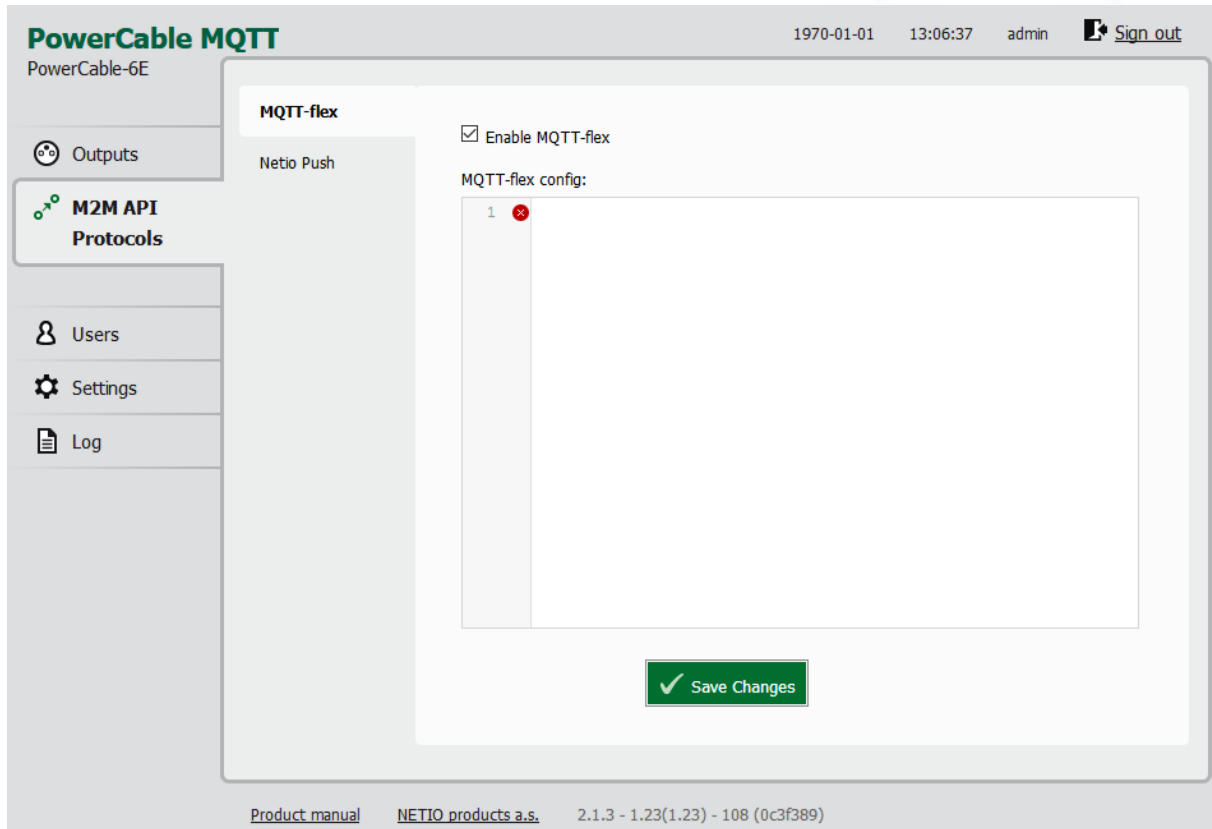 PowerCable MQTT
PowerCable-6E
1970-01-01 13:06:37 admin Sign out
Outputs
M2M API
Protocols
Users
Settings
Log
MQTT-flex
Netio Push
Enable MQTT-flex
MQTT-flex config:
1
Save Changes
Product manual NETIO products a.s. 2.1.3 - 1.23(1.23) - 108 (0c3f389)